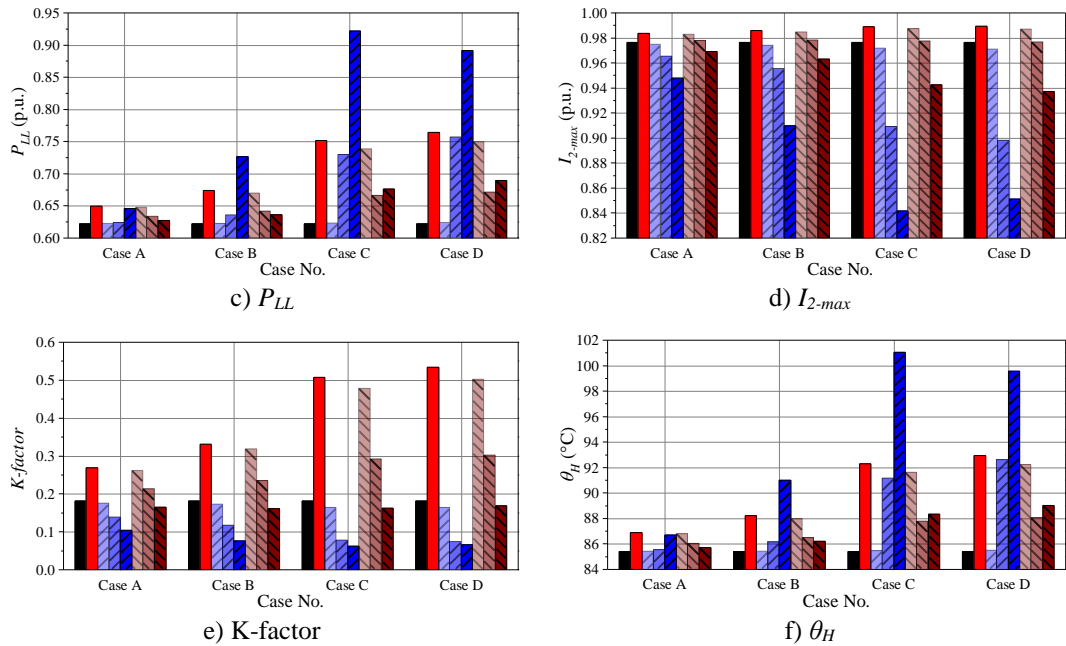 0.95
0.90
0.85
0.80
0.75
0.70
0.65
0.60
P_LL (p.u.)
Case A Case B Case C Case D
Case No.
c) P_LL
1.00
0.98
0.96
0.94
0.92
0.90
0.88
0.86
0.84
0.82
I_2-max (p.u.)
Case A Case B Case C Case D
Case No.
d) I_2-max
0.6
0.5
0.4
0.3
0.2
0.1
0.0
K-factor
Case A Case B Case C Case D
Case No.
e) K-factor
102
100
98
96
94
92
90
88
86
84
θ_H (°C)
Case A Case B Case C Case D
Case No.
f) θ_H